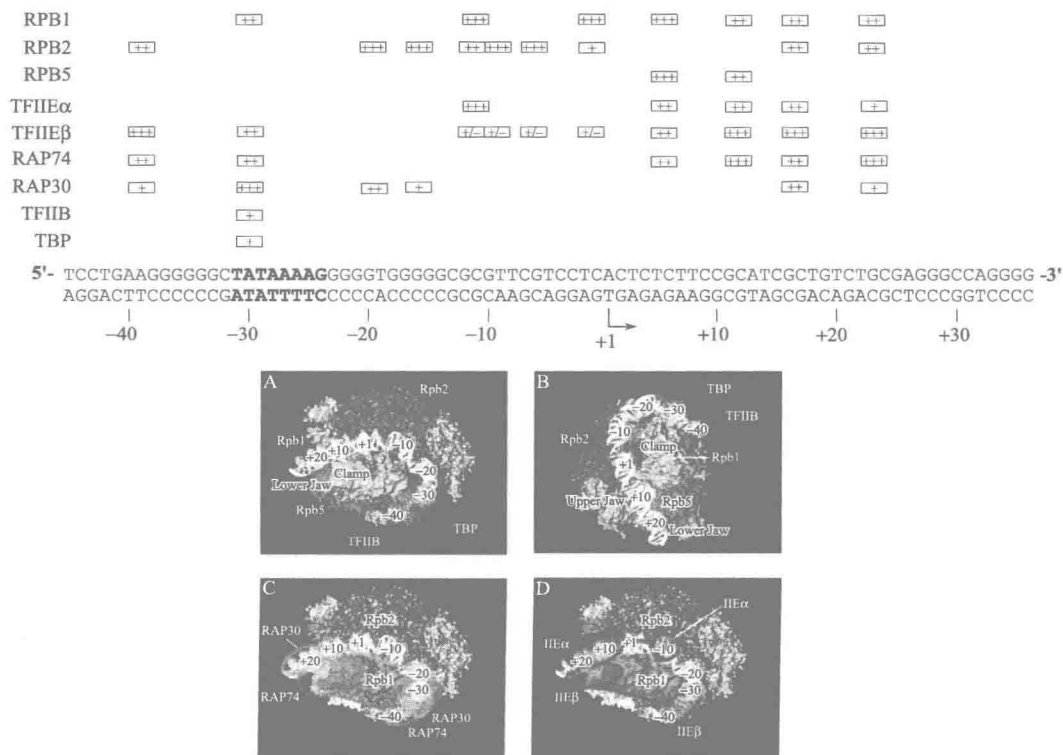 RPB1 ++ +++ +++ +++ ++ ++ ++
RPB2 ++ +++ +++ ++ +++ +++ + ++ ++
RPB5 +++ ++
TFIIEα +++ ++ ++ ++ +
TFIIEβ +++ ++ +/− +/− +/− +/− ++ +++ +++ +++
RAP74 ++ ++ ++ +++ ++ +++
RAP30 + +++ ++ + ++ +
TFIIB +
TBP +
5'- TCCTGAAGGGGGGCTATAAAAGGGGGTGGGGGCGCGTTCGTCCTCACTCTCTTCCGCATCGCTGTCTGCGAGGGCCAGGGG -3'
AGGACTTCCCCCCGATATTTTCCCCCACCCCCGCGCAAGCAGGAGTGAGAGAAGGCGTAGCGACAGACGCTCCCGGTCCCC
−40 −30 −20 −10 +1 +10 +20 +30
A
Rpb2
Rpb1
+20 +10 +1 −10
Clamp
−20
Lower Jaw
−30
Rpb5
−40
TBP
TFIIB
B
TBP
−20 −30
TFIIB
−40
Rpb2
−10
Clamp
Rpb1
+1
Upper Jaw
+10
Rpb5
+20
Lower Jaw
C
Rpb2
RAP30
+10 +1 −10
+20
−20
Rpb1
−30
RAP74
−40
RAP30
RAP74
D
IIEα
Rpb2
IIEα
+10 +1 −10
+20
−20
Rpb1
−30
IIEβ
−40
IIEβ